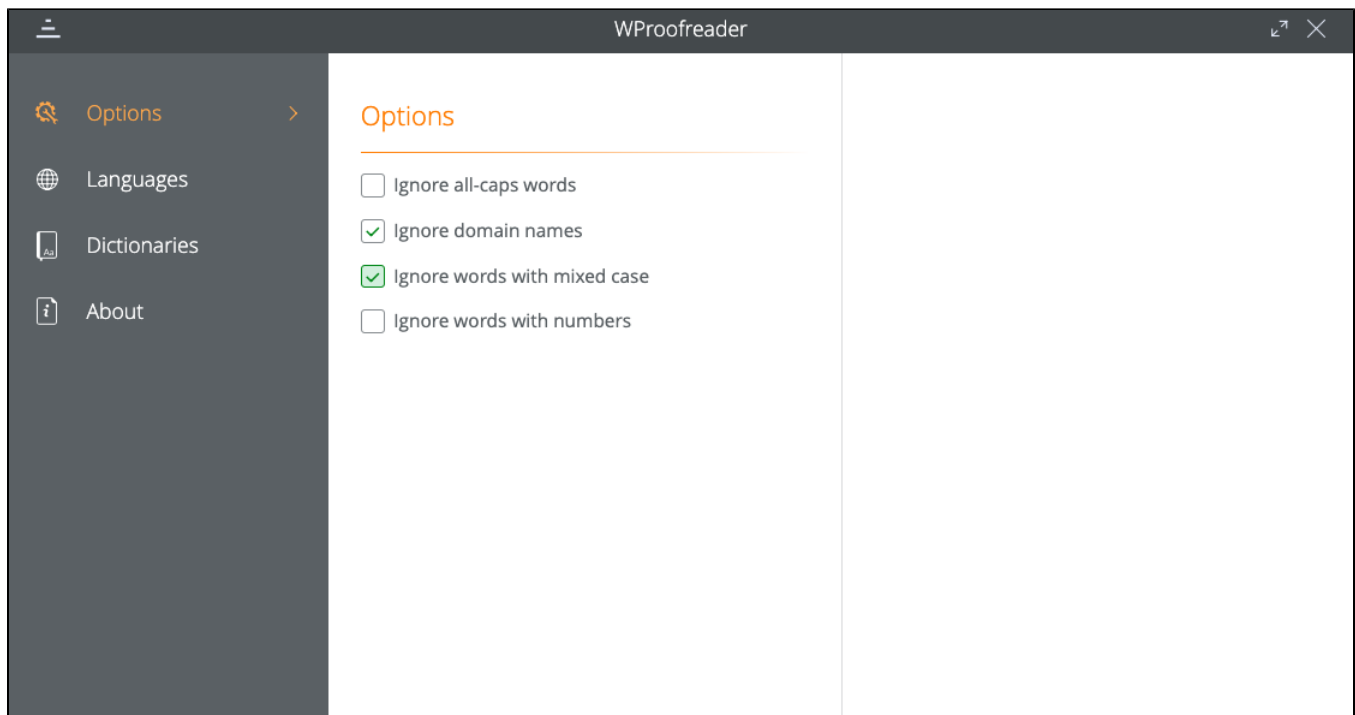 WProofreader
Options
Languages
Dictionaries
Aa
About
Options
Ignore all-caps words
Ignore domain names
Ignore words with mixed case
Ignore words with numbers